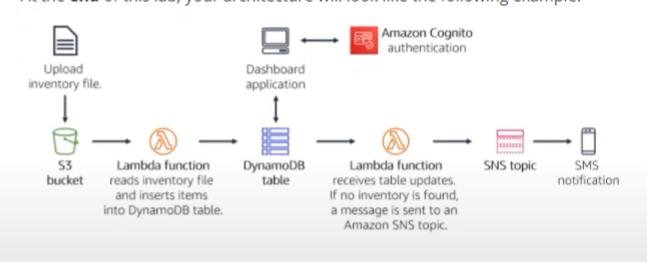 At the end of this lab, your architecture will look like the following example:
Amazon Cognito
authentication
Upload
inventory file.
Dashboard
application
S3
bucket
Lambda function
reads inventory file
and inserts items
into DynamoDB table.
DynamoDB
table
Lambda function
receives table updates.
If no inventory is found,
a message is sent to an
Amazon SNS topic.
SNS topic
SMS
notification